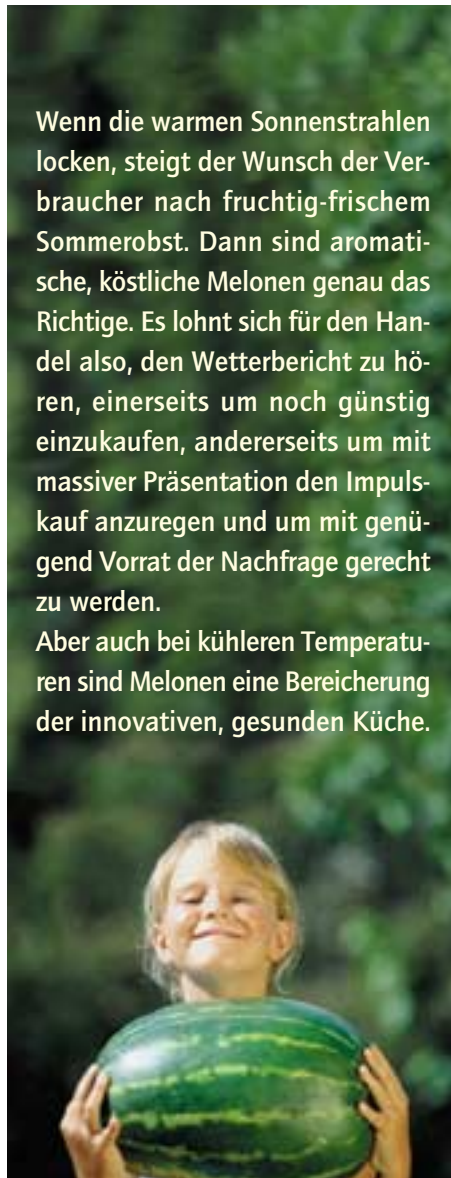 Wenn die warmen Sonnenstrahlen
locken, steigt der Wunsch der Ver-
braucher nach fruchtig-frischem
Sommerobst. Dann sind aromati-
sche, köstliche Melonen genau das
Richtige. Es lohnt sich für den Han-
del also, den Wetterbericht zu hö-
ren, einerseits um noch günstig
einzukaufen, andererseits um mit
massiver Präsentation den Impuls-
kauf anzuregen und um mit genü-
gend Vorrat der Nachfrage gerecht
zu werden.
Aber auch bei kühleren Temperatu-
ren sind Melonen eine Bereicherung
der innovativen, gesunden Küche.